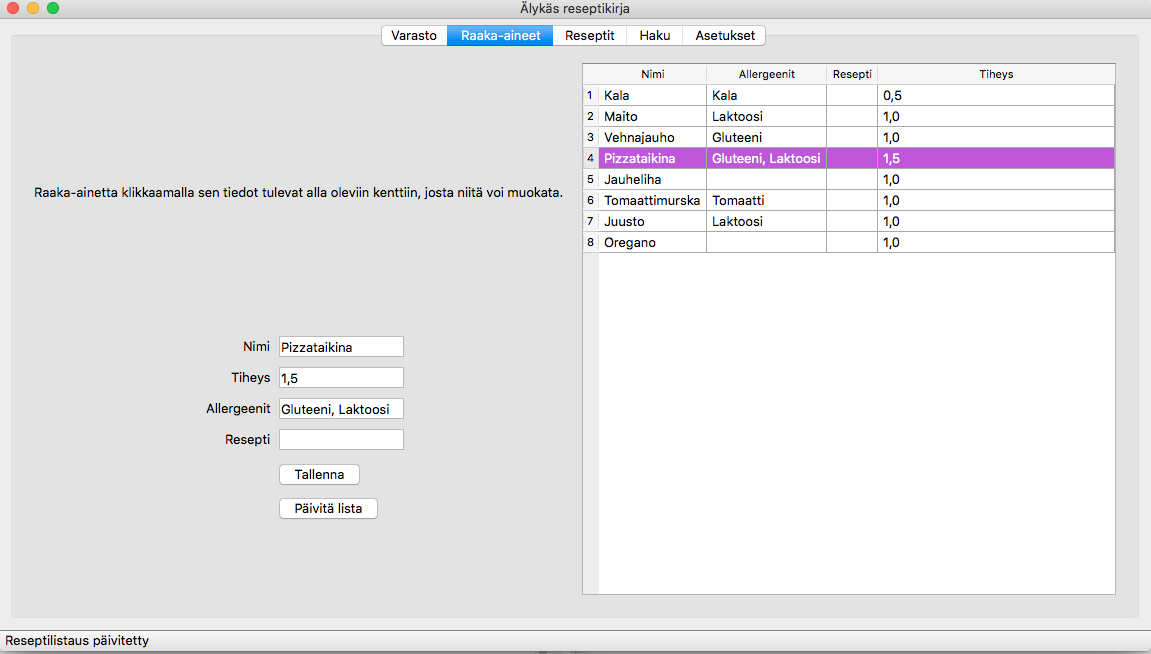 Älykäs reseptikirja
Varasto Raaka-aineet Reseptit Haku Asetukset
Raaka-ainetta klikkaamalla sen tiedot tulevat alla oleviin kenttiin, josta niitä voi muokata.
Nimi Pizzataikina
Tiheys 1,5
Allergeenit Gluteeni, Laktoosi
Resepti
Tallenna
Päivitä lista
Nimi Allergeenit Resepti Tiheys
1 Kala Kala 0,5
2 Maito Laktoosi 1,0
3 Vehnajauho Gluteeni 1,0
4 Pizzataikina Gluteeni, Laktoosi 1,5
5 Jauheliha 1,0
6 Tomaattimurska Tomaatti 1,0
7 Juusto Laktoosi 1,0
8 Oregano 1,0
Reseptilistaus päivitetty